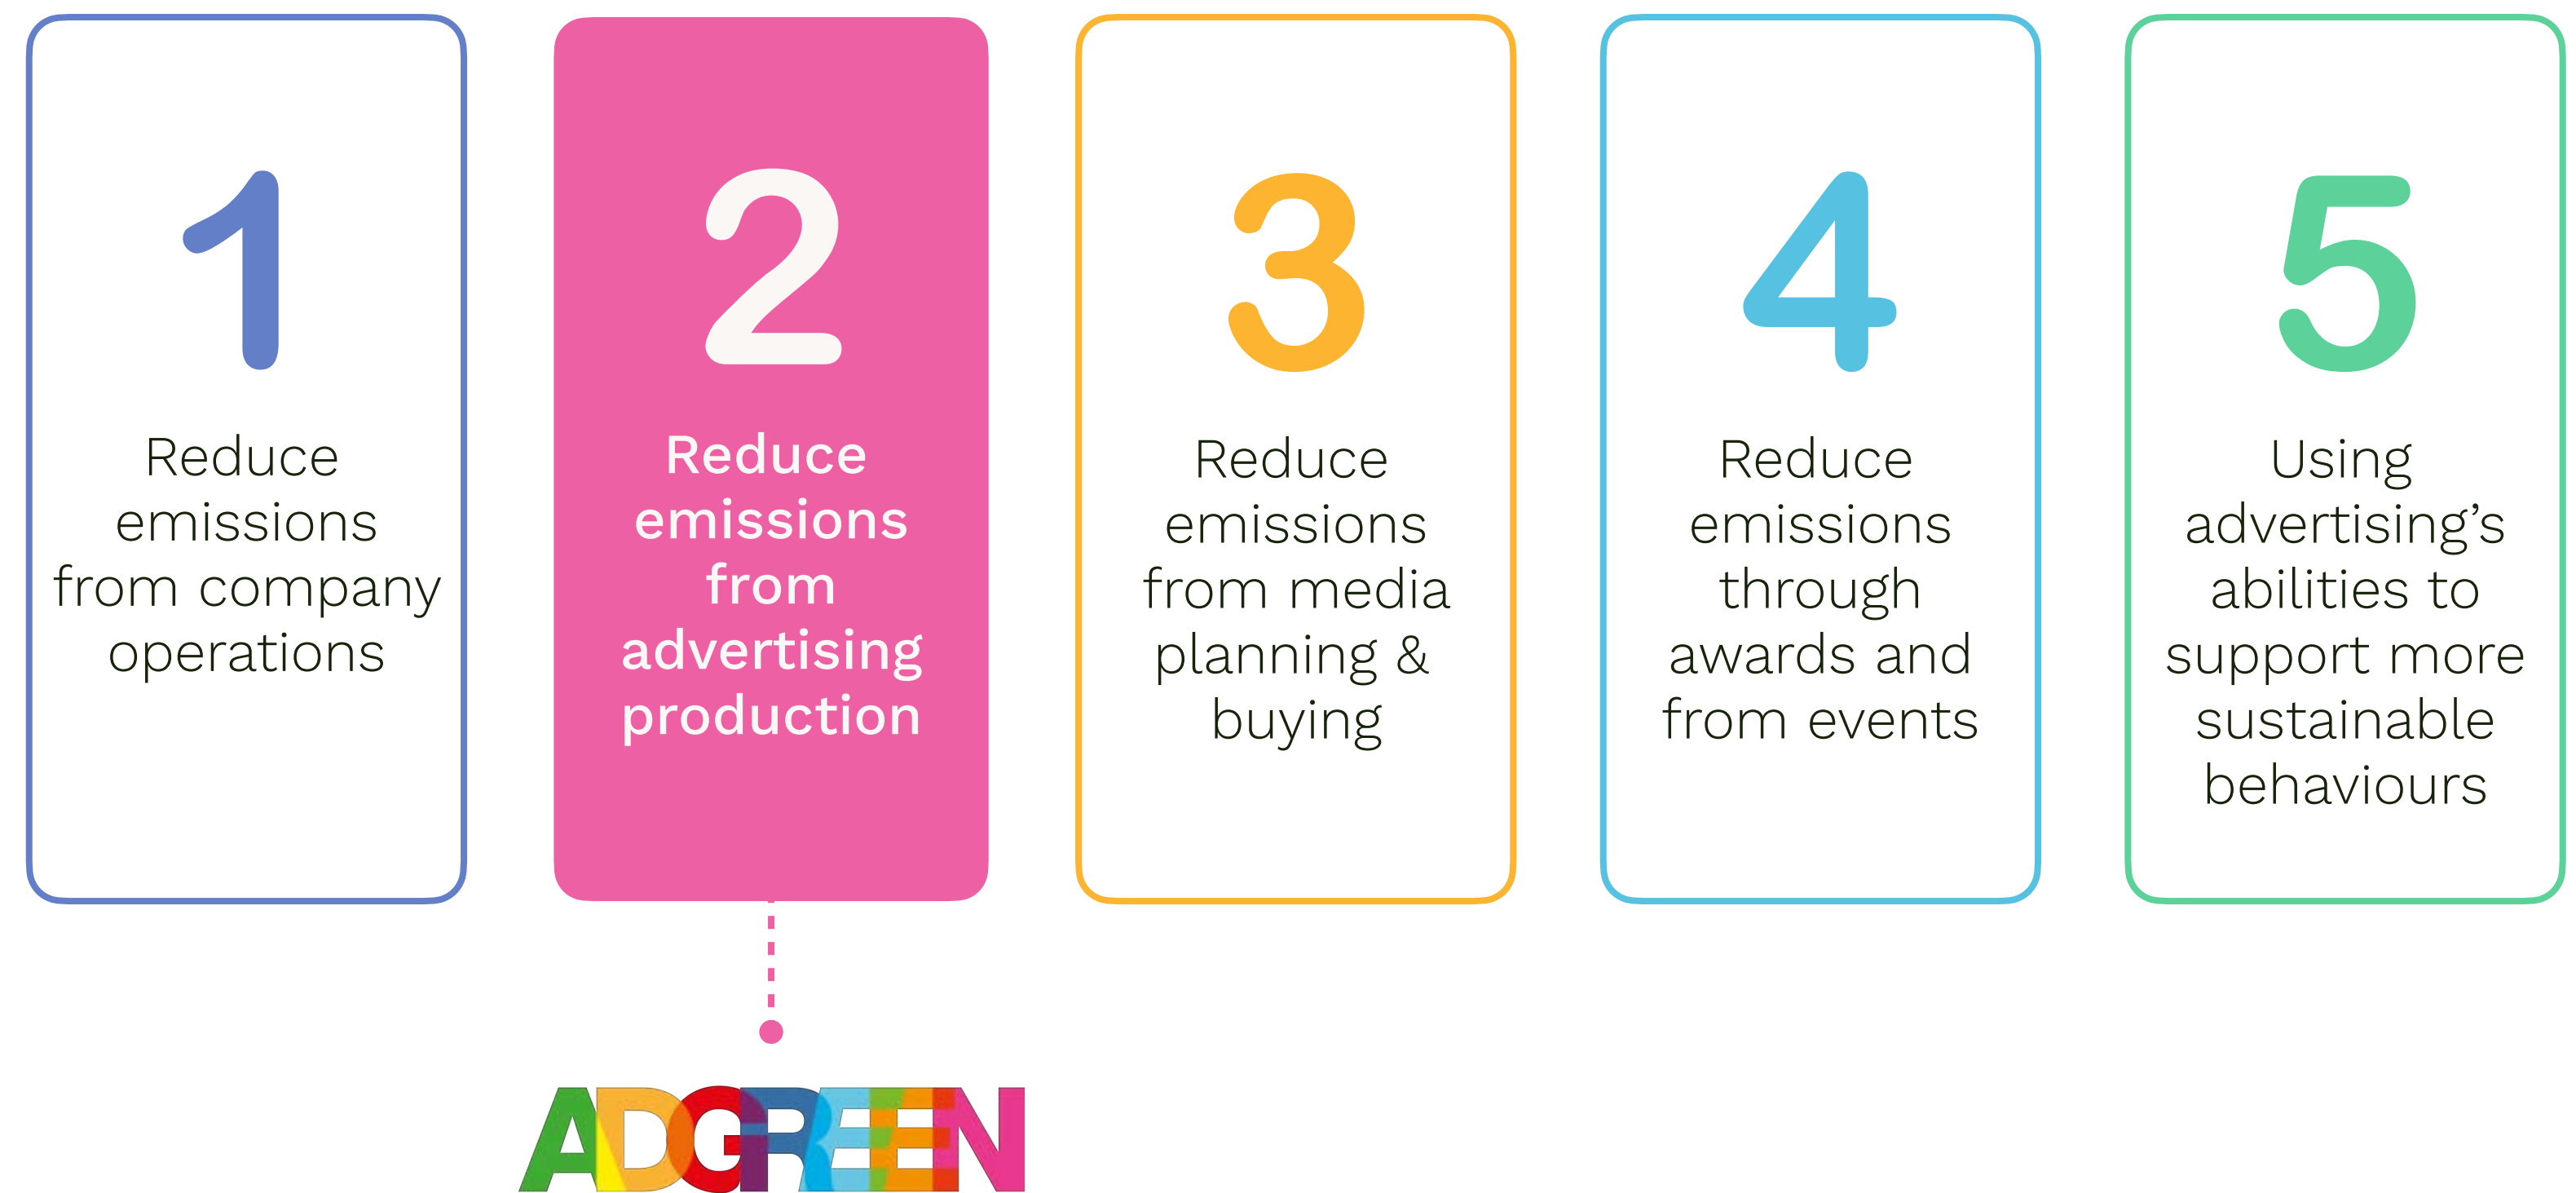 1
Reduce
emissions
from company
operations
2
Reduce
emissions
from
advertising
production
3
Reduce
emissions
from media
planning &
buying
4
Reduce
emissions
through
awards and
from events
5
Using
advertising’s
abilities to
support more
sustainable
behaviours
ADGREEN